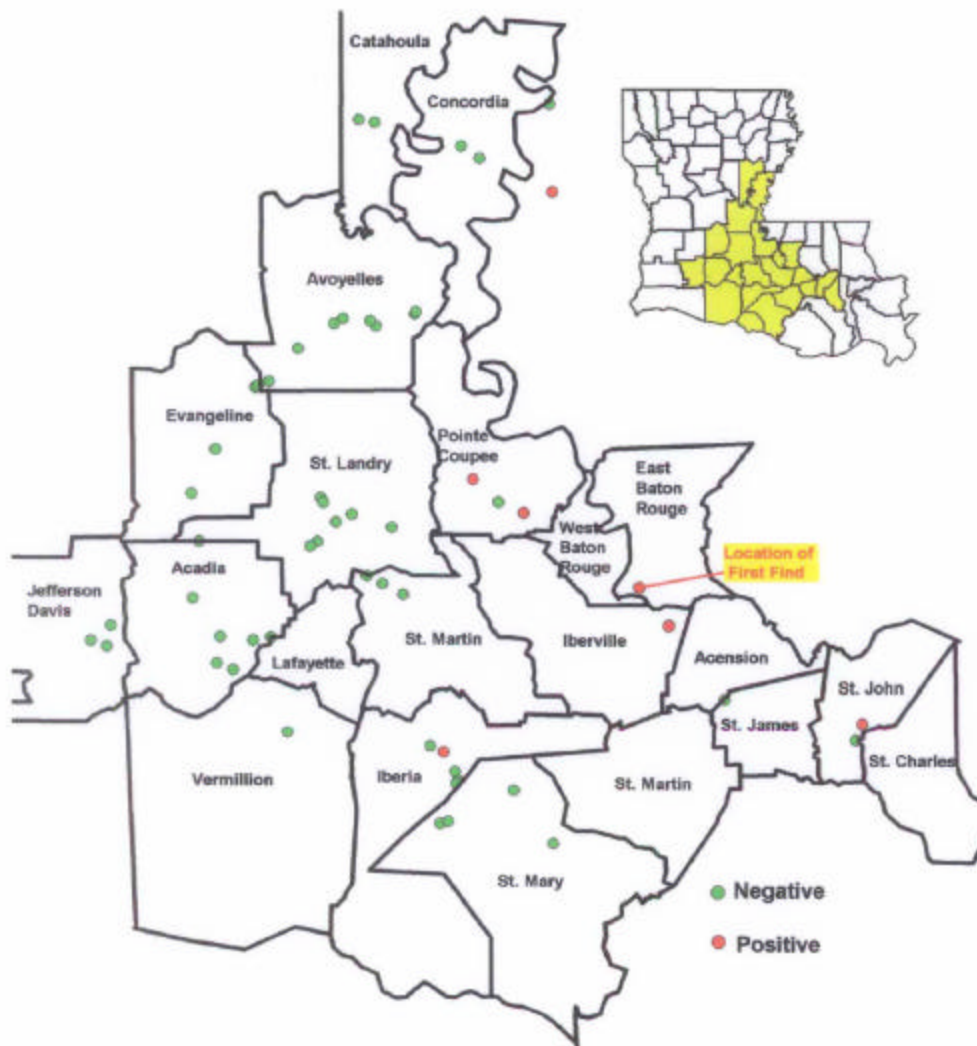 Catahoula
Concordia
Avoyelles
Evangeline
St. Landry
Pointe
Coupee
East
Baton
Rouge
West
Baton
Rouge
Location of
First Find
Jefferson
Davis
Acadia
Lafayette
St. Martin
Iberville
Acension
St. John
St. James
St. Charles
Vermillion
Iberia
St. Martin
St. Mary
Negative
Positive